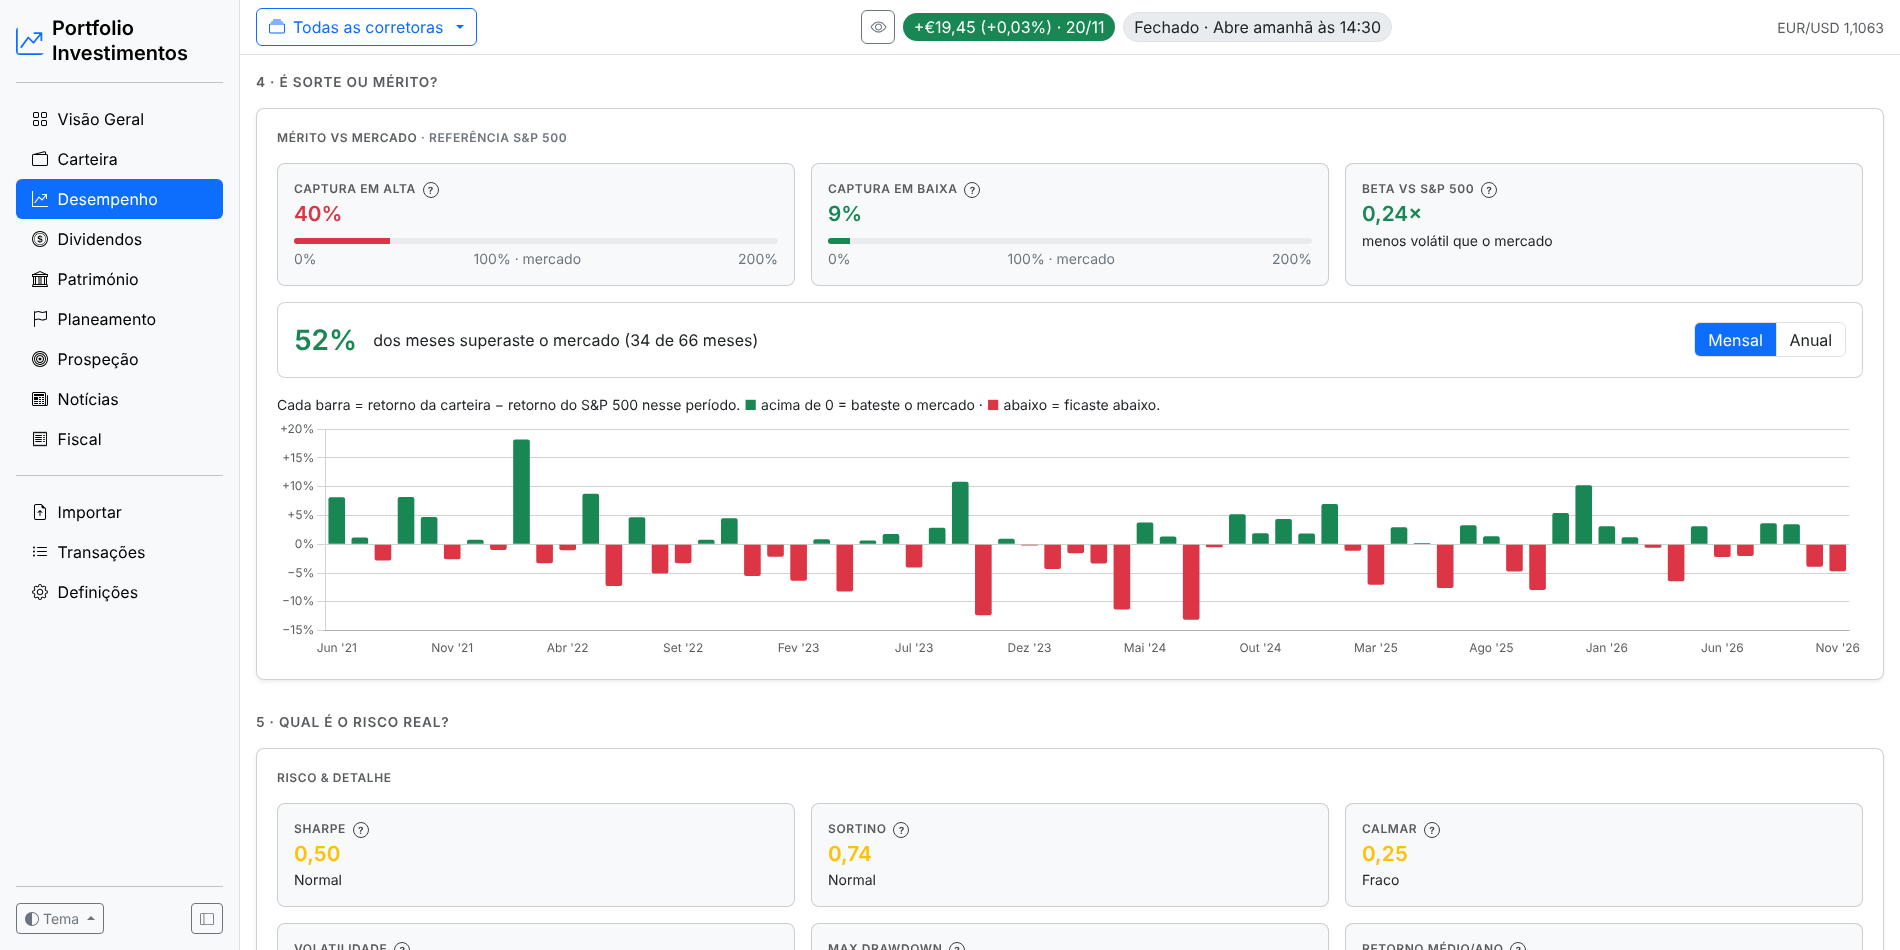 Portfolio
Investimentos
Visão Geral
Carteira
Desempenho
Dividendos
Património
Planeamento
Prospeção
Notícias
Fiscal
Importar
Transações
Definições
Tema
Todas as corretoras
+€19,45 (+0,03%) · 20/11
Fechado · Abre amanhã às 14:30
EUR/USD 1,1063
4 · É SORTE OU MÉRITO?
MÉRITO VS MERCADO · REFERÊNCIA S&P 500
CAPTURA EM ALTA ?
40%
0% 100% · mercado 200%
CAPTURA EM BAIXA ?
9%
0% 100% · mercado 200%
BETA VS S&P 500 ?
0,24×
menos volátil que o mercado
52% dos meses superaste o mercado (34 de 66 meses)
Mensal Anual
Cada barra = retorno da carteira − retorno do S&P 500 nesse período. acima de 0 = bateste o mercado · abaixo = ficaste abaixo.
+20%
+15%
+10%
+5%
0%
−5%
−10%
−15%
Jun '21 Nov '21 Abr '22 Set '22 Fev '23 Jul '23 Dez '23 Mai '24 Out '24 Mar '25 Ago '25 Jan '26 Jun '26 Nov '26
5 · QUAL É O RISCO REAL?
RISCO & DETALHE
SHARPE ?
0,50
Normal
SORTINO ?
0,74
Normal
CALMAR ?
0,25
Fraco
VOLATILIDADE ?
MAX DRAWDOWN ?
RETORNO MÉDIO/ANO ?